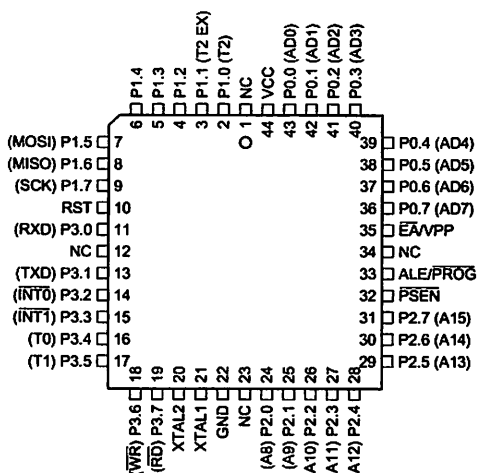 P1.4
P1.3
P1.2
P1.1 (T2 EX)
P1.0 (T2)
NC
VCC
P0.0 (AD0)
P0.1 (AD1)
P0.2 (AD2)
P0.3 (AD3)
6
5
4
3
2
1
44
43
42
41
40
(MOSI) P1.5 7
(MISO) P1.6 8
(SCK) P1.7 9
RST 10
(RXD) P3.0 11
NC 12
(TXD) P3.1 13
(INT0) P3.2 14
(INT1) P3.3 15
(T0) P3.4 16
(T1) P3.5 17
39 P0.4 (AD4)
38 P0.5 (AD5)
37 P0.6 (AD6)
36 P0.7 (AD7)
35 EA/VPP
34 NC
33 ALE/PROG
32 PSEN
31 P2.7 (A15)
30 P2.6 (A14)
29 P2.5 (A13)
18
19
20
21
22
23
24
25
26
27
28
(WR) P3.6
(RD) P3.7
XTAL2
XTAL1
GND
NC
(A8) P2.0
(A9) P2.1
A10) P2.2
A11) P2.3
A12) P2.4